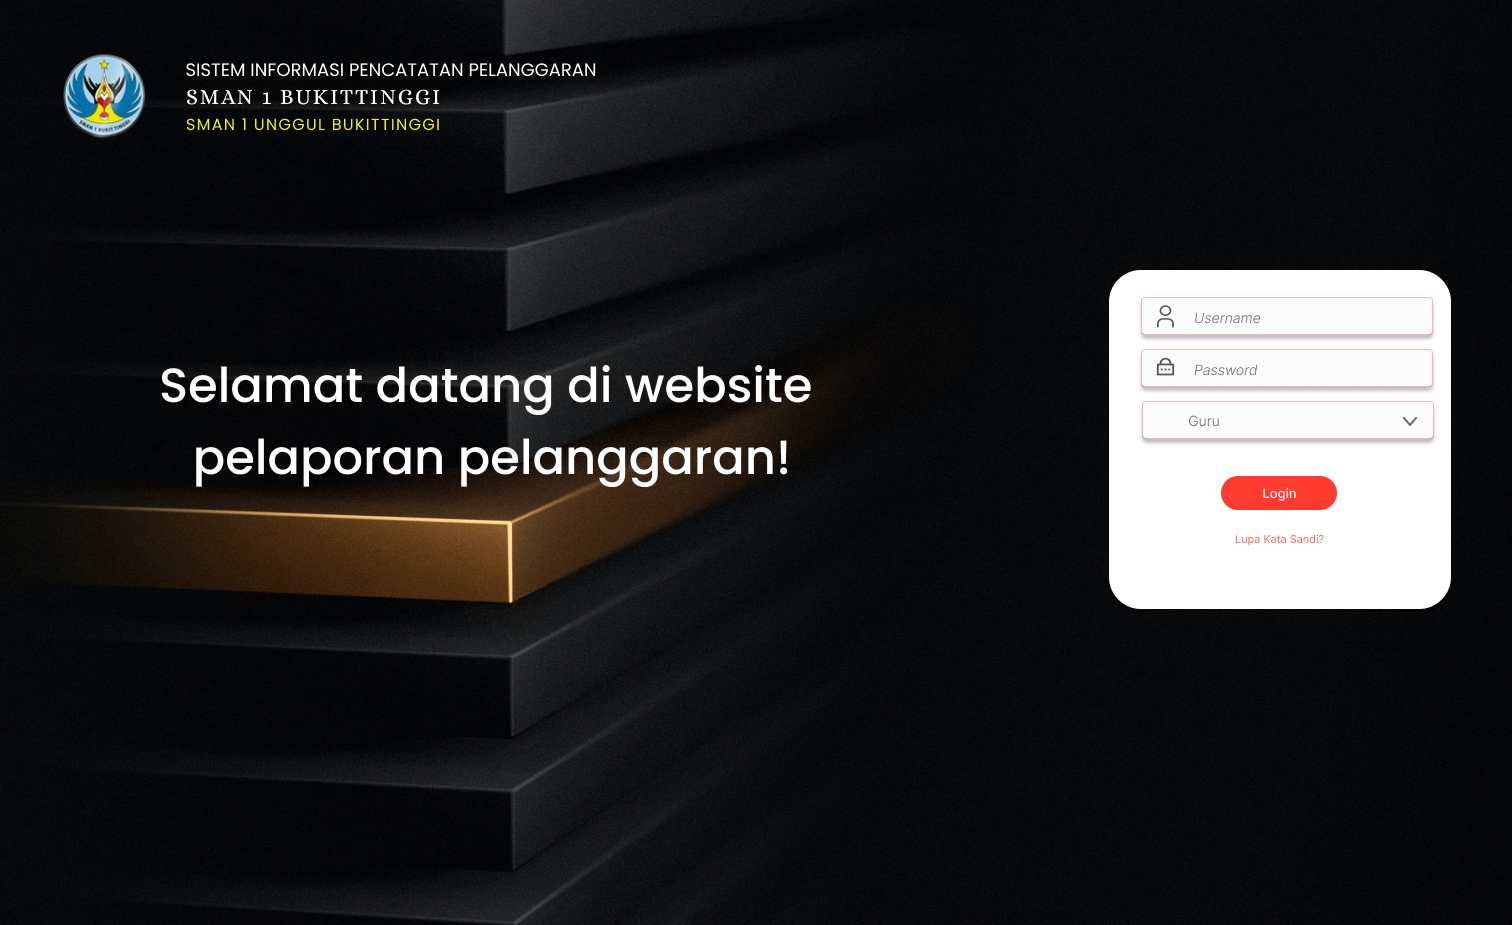 SISTEM INFORMASI PENCATATAN PELANGGARAN
SMAN 1 BUKITTINGGI
SMAN 1 UNGGUL BUKITTINGGI
SMAN 1 BUKIT TINGGI
Selamat datang di website
pelaporan pelanggaran!
Username
Password
Guru
Login
Lupa Kata Sandi?